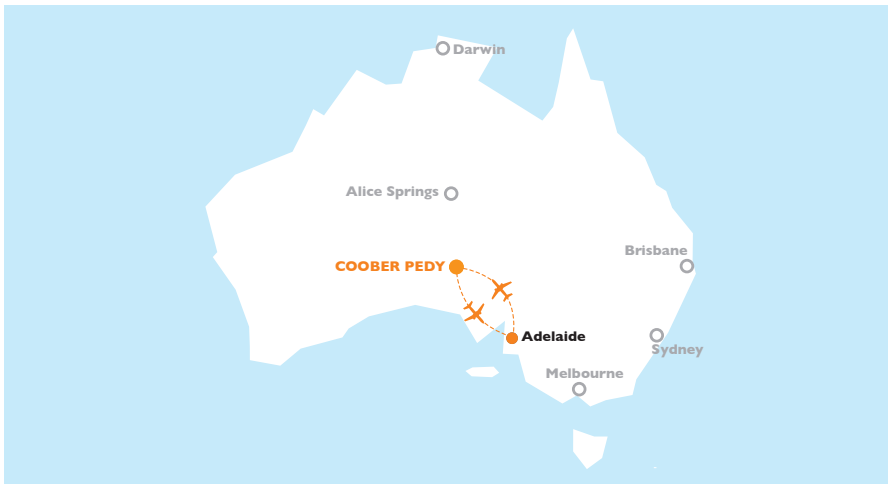 Darwin
Alice Springs
Brisbane
COOBER PEDY
Adelaide
Sydney
Melbourne